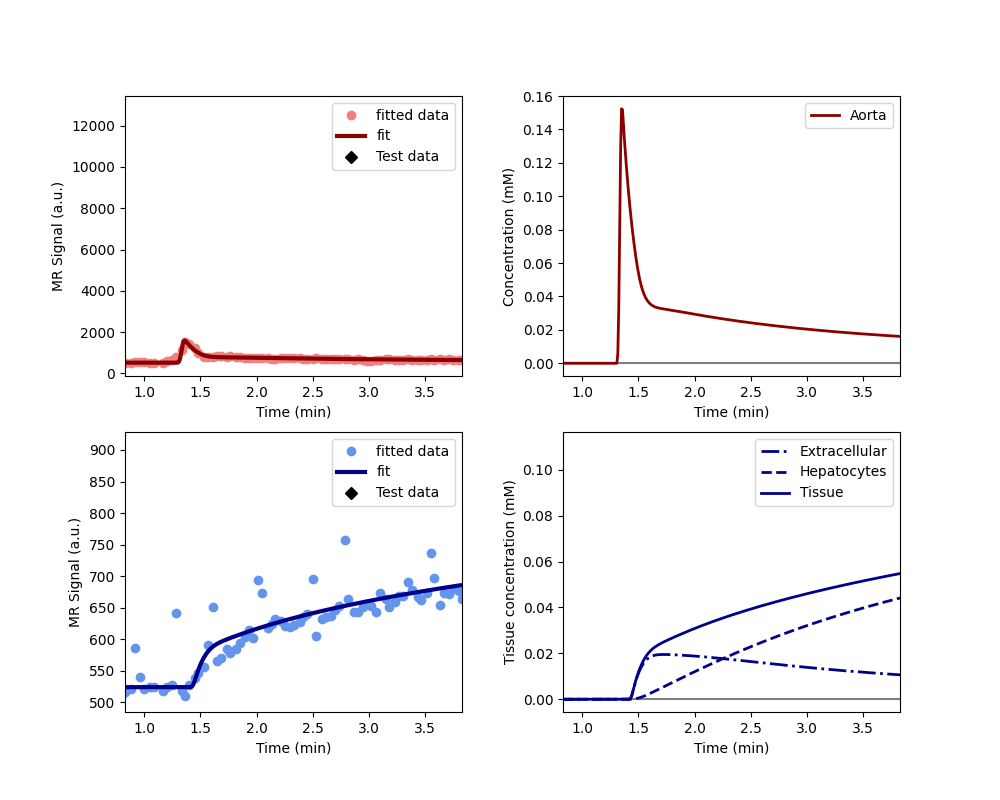 12000
10000
8000
6000
4000
2000
0
MR Signal (a.u.)
fitted data
fit
Test data
1.0 1.5 2.0 2.5 3.0 3.5
Time (min)
0.16
0.14
0.12
0.10
0.08
0.06
0.04
0.02
0.00
Concentration (mM)
Aorta
1.0 1.5 2.0 2.5 3.0 3.5
Time (min)
900
850
800
750
700
650
600
550
500
MR Signal (a.u.)
fitted data
fit
Test data
1.0 1.5 2.0 2.5 3.0 3.5
Time (min)
0.10
0.08
0.06
0.04
0.02
0.00
Tissue concentration (mM)
Extracellular
Hepatocytes
Tissue
1.0 1.5 2.0 2.5 3.0 3.5
Time (min)